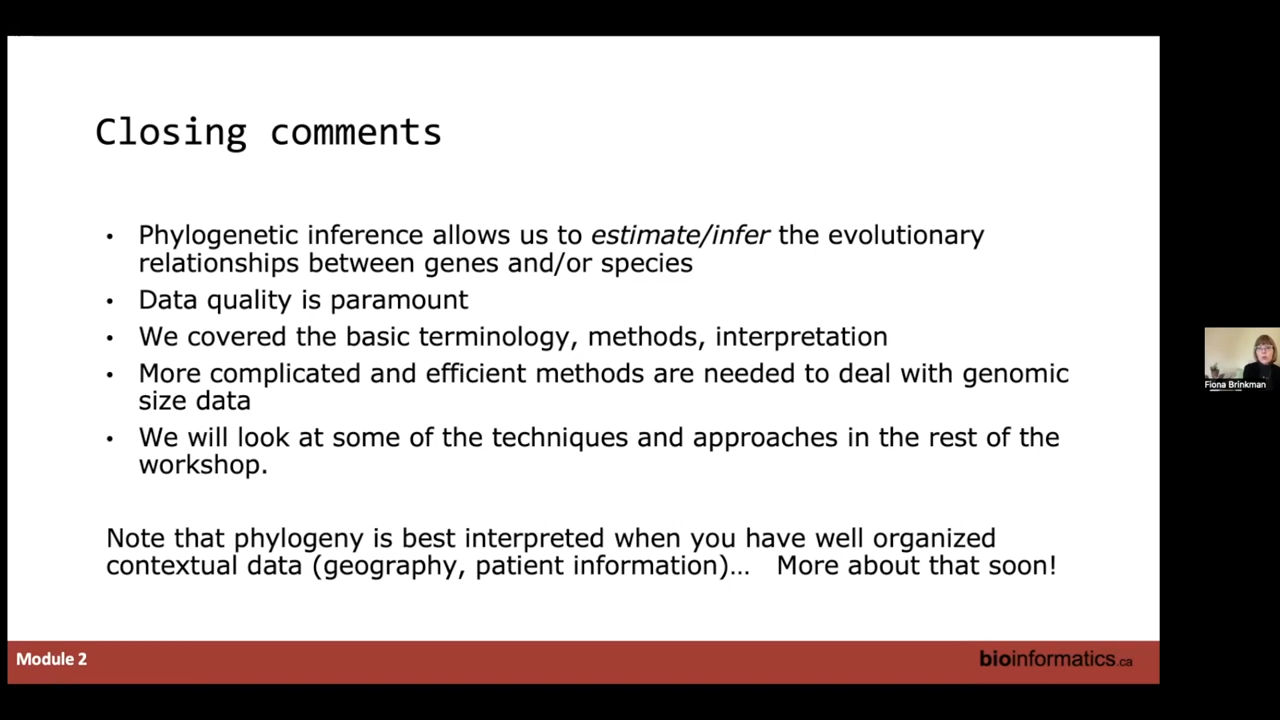 Closing comments
• Phylogenetic inference allows us to estimate/infer the evolutionary
relationships between genes and/or species
• Data quality is paramount
• We covered the basic terminology, methods, interpretation
• More complicated and efficient methods are needed to deal with genomic
size data
• We will look at some of the techniques and approaches in the rest of the
workshop.
Note that phylogeny is best interpreted when you have well organized
contextual data (geography, patient information)… More about that soon!
Module 2
bioinformatics.ca
Fiona Brinkman